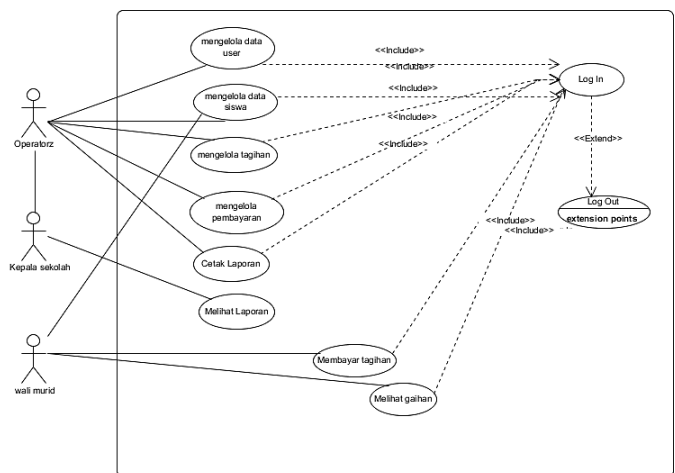 mengelola data
user
<<Include>>
<<Include>>
Log In
mengelola data
siswa
<<Include>>
Operatorz
<<Include>>
<<Include>>
<<Extend>>
mengelola tagihan
mengelola
pembayaran
Log Out
extension points
<<Include>>
<<Include>>
Kepala sekolah
Cetak Laporan
Melihat Laporan
wali murid
Membayar tagihan
Melihat gaihan